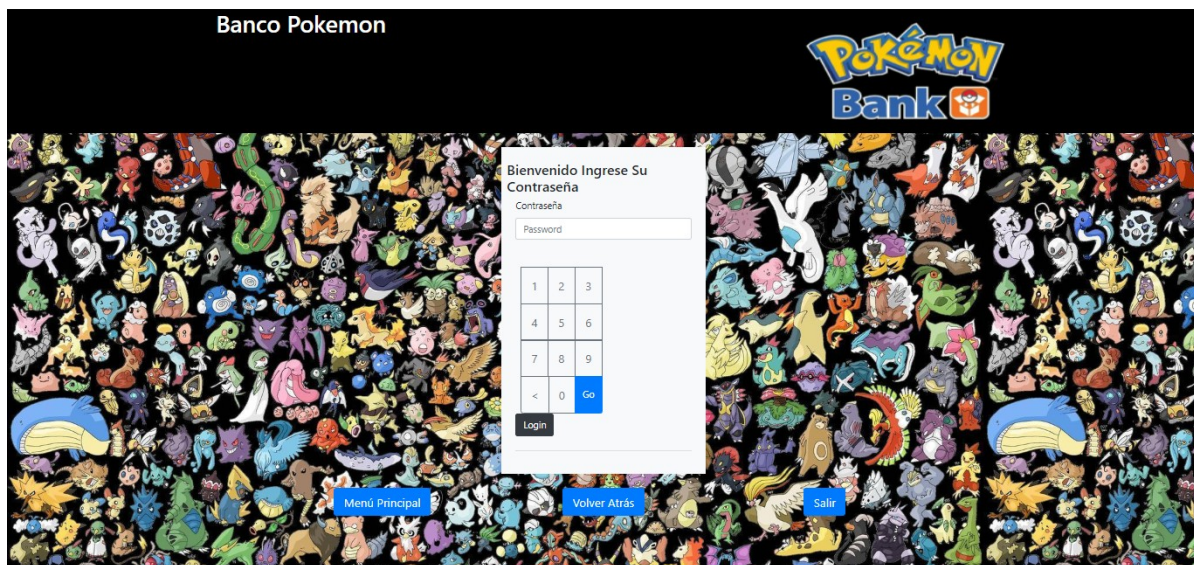 Banco Pokemon
POKéMON
Bank
Bienvenido Ingrese Su
Contraseña
Contraseña
Password
1 2 3
4 5 6
7 8 9
< 0 Go
Login
Menú Principal Volver Atrás Salir